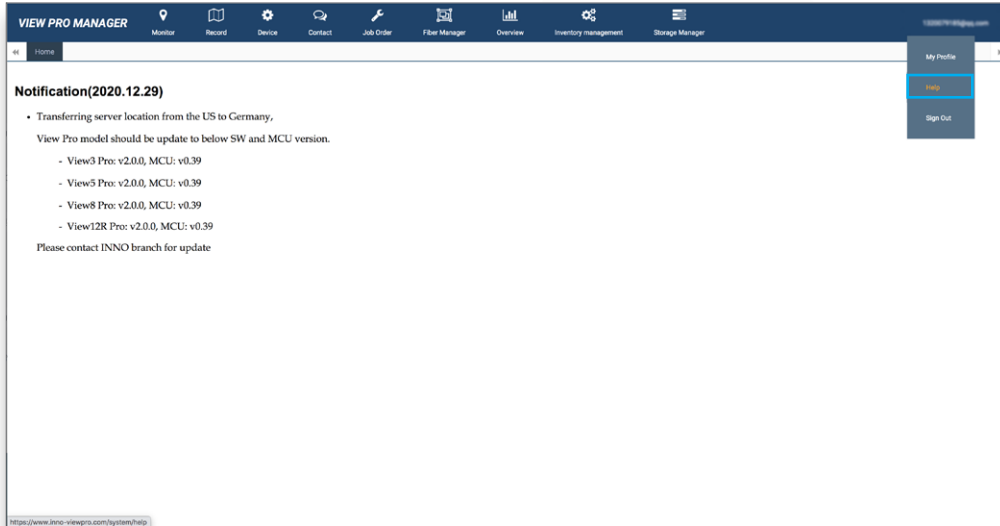 VIEW PRO MANAGER
Monitor
Record
Device
Contact
Job Order
Fiber Manager
Overview
Inventory management
Storage Manager
Home
My Profile
Help
Sign Out
Notification(2020.12.29)
• Transferring server location from the US to Germany,
View Pro model should be update to below SW and MCU version.
- View3 Pro: v2.0.0, MCU: v0.39
- View5 Pro: v2.0.0, MCU: v0.39
- View8 Pro: v2.0.0, MCU: v0.39
- View12R Pro: v2.0.0, MCU: v0.39
Please contact INNO branch for update
https://www.inno-viewpro.com/system/help